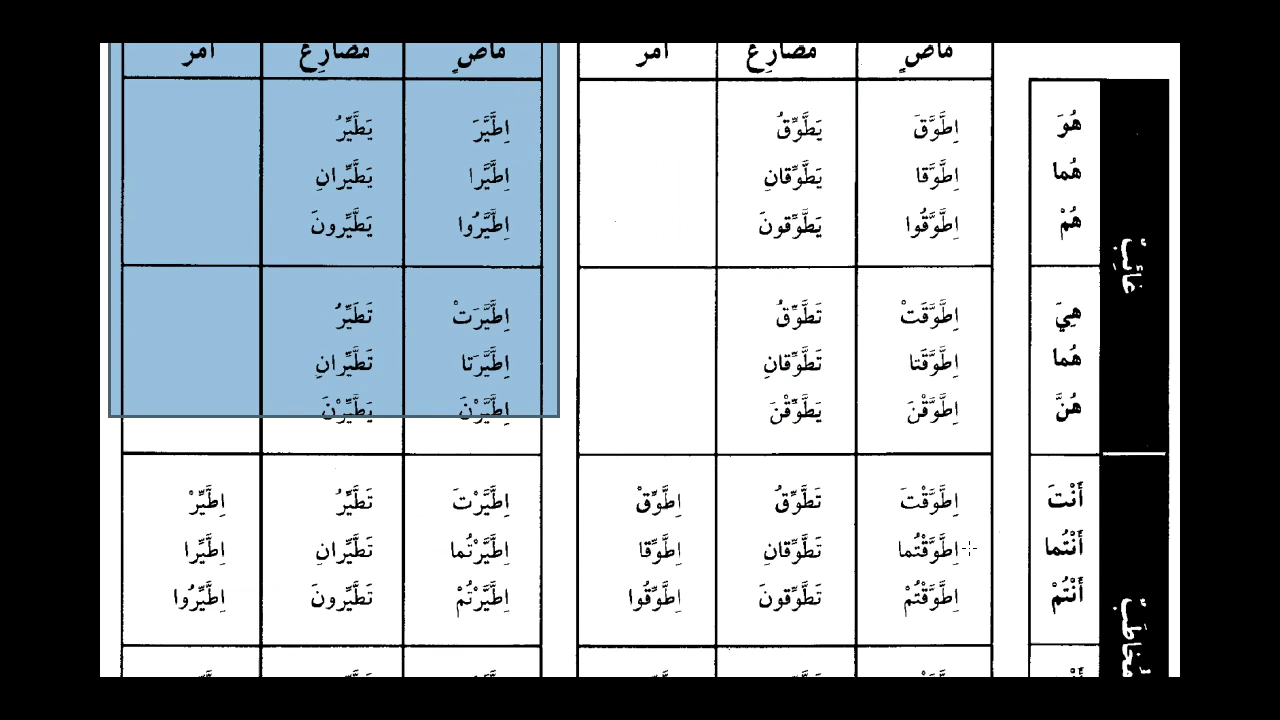 ماضٍ مضارِعٌ أمر ماضٍ مضارِعٌ أمر
غائِبْ
هُوَ اِطَّوَّقَ يَطَّوِّقُ اِطَّيَّرَ يَطَّيِّرُ
هُما اِطَّوَّقا يَطَّوِّقانِ اِطَّيَّرا يَطَّيِّرانِ
هُمْ اِطَّوَّقُوا يَطَّوِّقونَ اِطَّيَّرُوا يَطَّيِّرونَ
هِيَ اِطَّوَّقَتْ تَطَّوِّقُ اِطَّيَّرَتْ تَطَّيِّرُ
هُما اِطَّوَّقَتا تَطَّوِّقانِ اِطَّيَّرَتا تَطَّيِّرانِ
هُنَّ اِطَّوَّقْنَ يَطَّوِّقْنَ اِطَّيَّرْنَ يَطَّيِّرْنَ
مُخاطَبْ
أَنْتَ اِطَّوَّقْتَ تَطَّوِّقُ اِطَّوِّقْ اِطَّيَّرْتَ تَطَّيِّرُ اِطَّيِّرْ
أَنْتُما اِطَّوَّقْتُما تَطَّوِّقانِ اِطَّوِّقا اِطَّيَّرْتُما تَطَّيِّرانِ اِطَّيِّرا
أَنْتُمْ اِطَّوَّقْتُمْ تَطَّوِّقونَ اِطَّوِّقُوا اِطَّيَّرْتُمْ تَطَّيِّرونَ اِطَّيِّرُوا